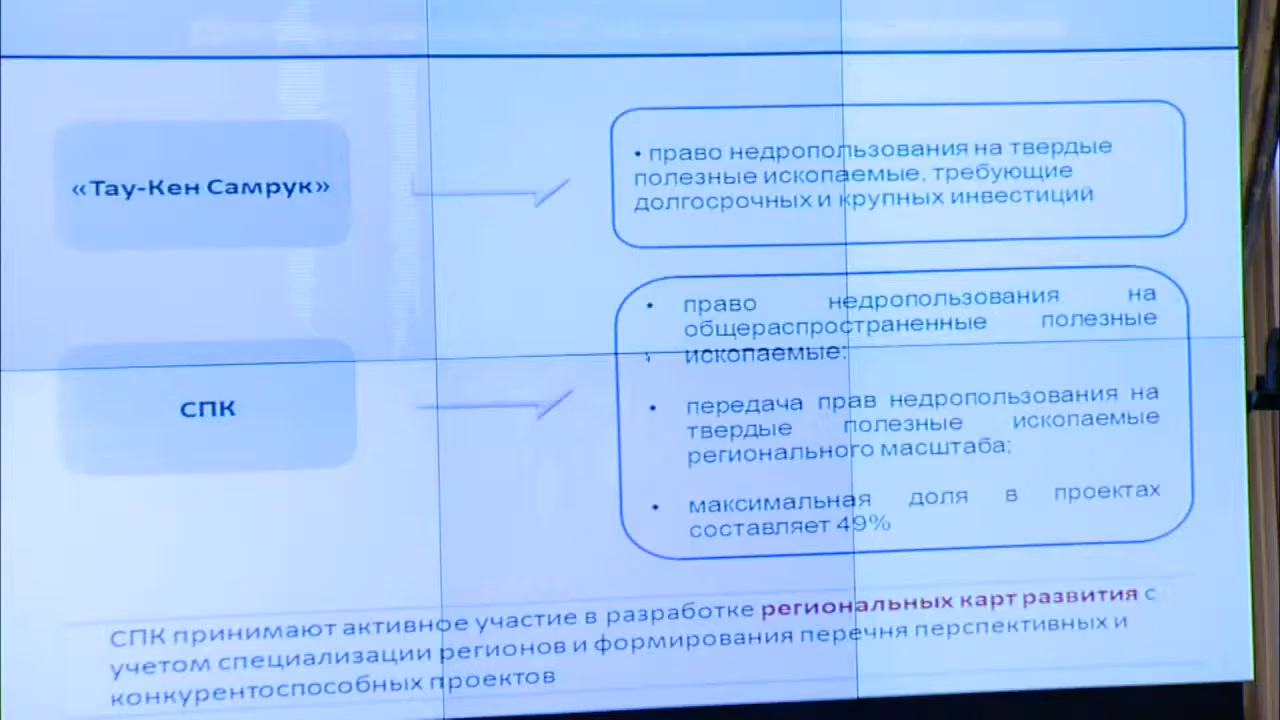 «Тау-Кен Самрук»
• право недропользования на твердые
полезные ископаемые, требующие
долгосрочных и крупных инвестиций
СПК
• право недропользования на
общераспространенные полезные
ископаемые;
• передача прав недропользования на
твердые полезные ископаемые
регионального масштаба;
• максимальная доля в проектах
составляет 49%
СПК принимают активное участие в разработке региональных карт развития с
учетом специализации регионов и формирования перечня перспективных и
конкурентоспособных проектов